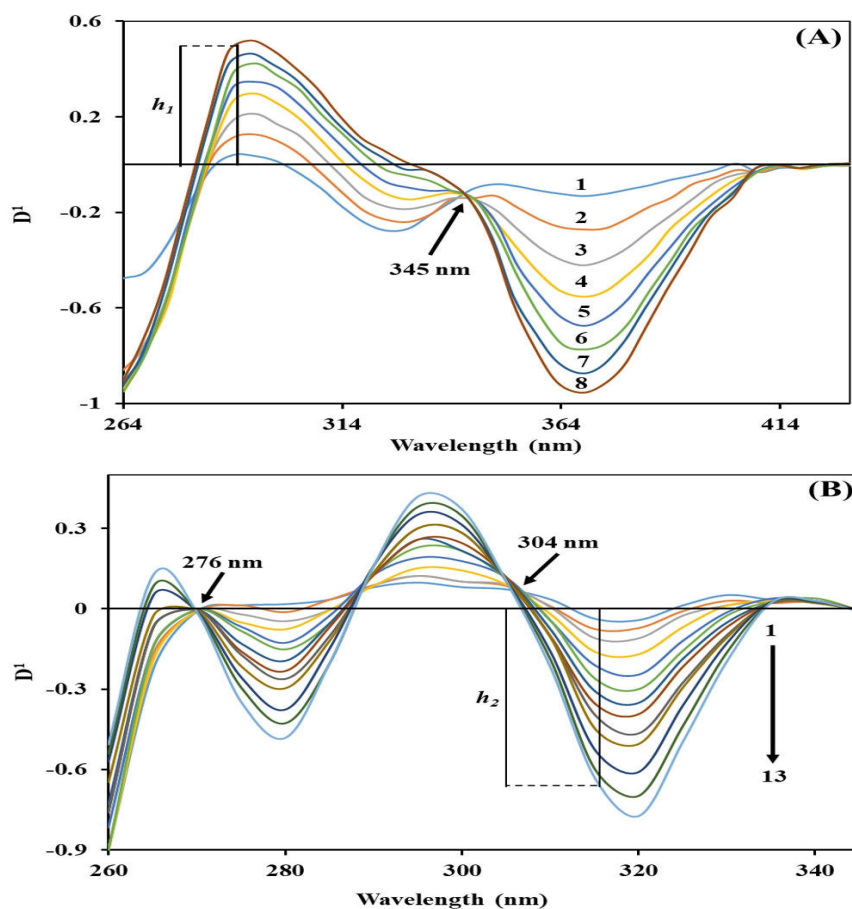 (A)
0.6
0.2
-0.2
-0.6
-1
D¹
h₁
345 nm
1
2
3
4
5
6
7
8
264
314
364
414
Wavelength (nm)
(B)
0.3
0
-0.3
-0.6
-0.9
D¹
276 nm
304 nm
h₂
1
13
260
280
300
320
340
Wavelength (nm)